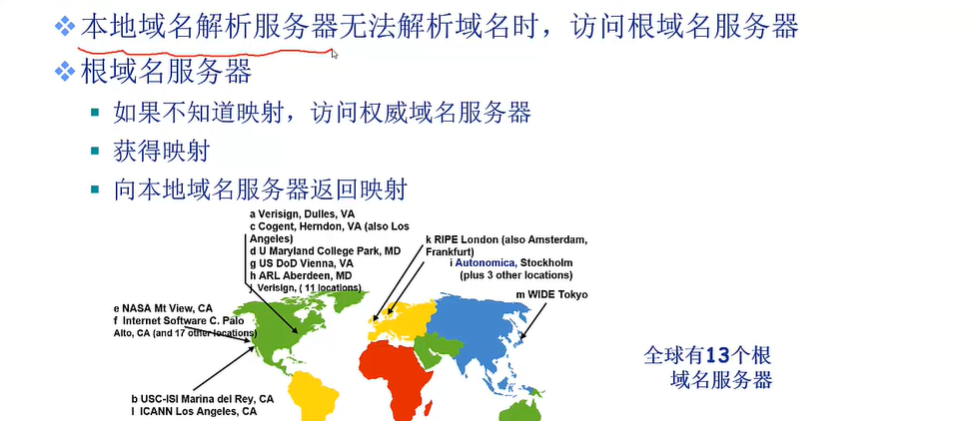 本地域名解析服务器无法解析域名时，访问根域名服务器
根域名服务器
如果不知道映射，访问权威域名服务器
获得映射
向本地域名服务器返回映射
a Verisign, Dulles, VA
c Cogent, Herndon, VA (also Los
Angeles)
d U Maryland College Park, MD
g US DoD Vienna, VA
h ARL Aberdeen, MD
j Verisign, ( 11 locations)
k RIPE London (also Amsterdam,
Frankfurt)
i Autonomica, Stockholm
(plus 3 other locations)
m WIDE Tokyo
e NASA Mt View, CA
f Internet Software C. Palo
Alto, CA (and 17 other locations)
b USC-ISI Marina del Rey, CA
l ICANN Los Angeles, CA
全球有13个根
域名服务器